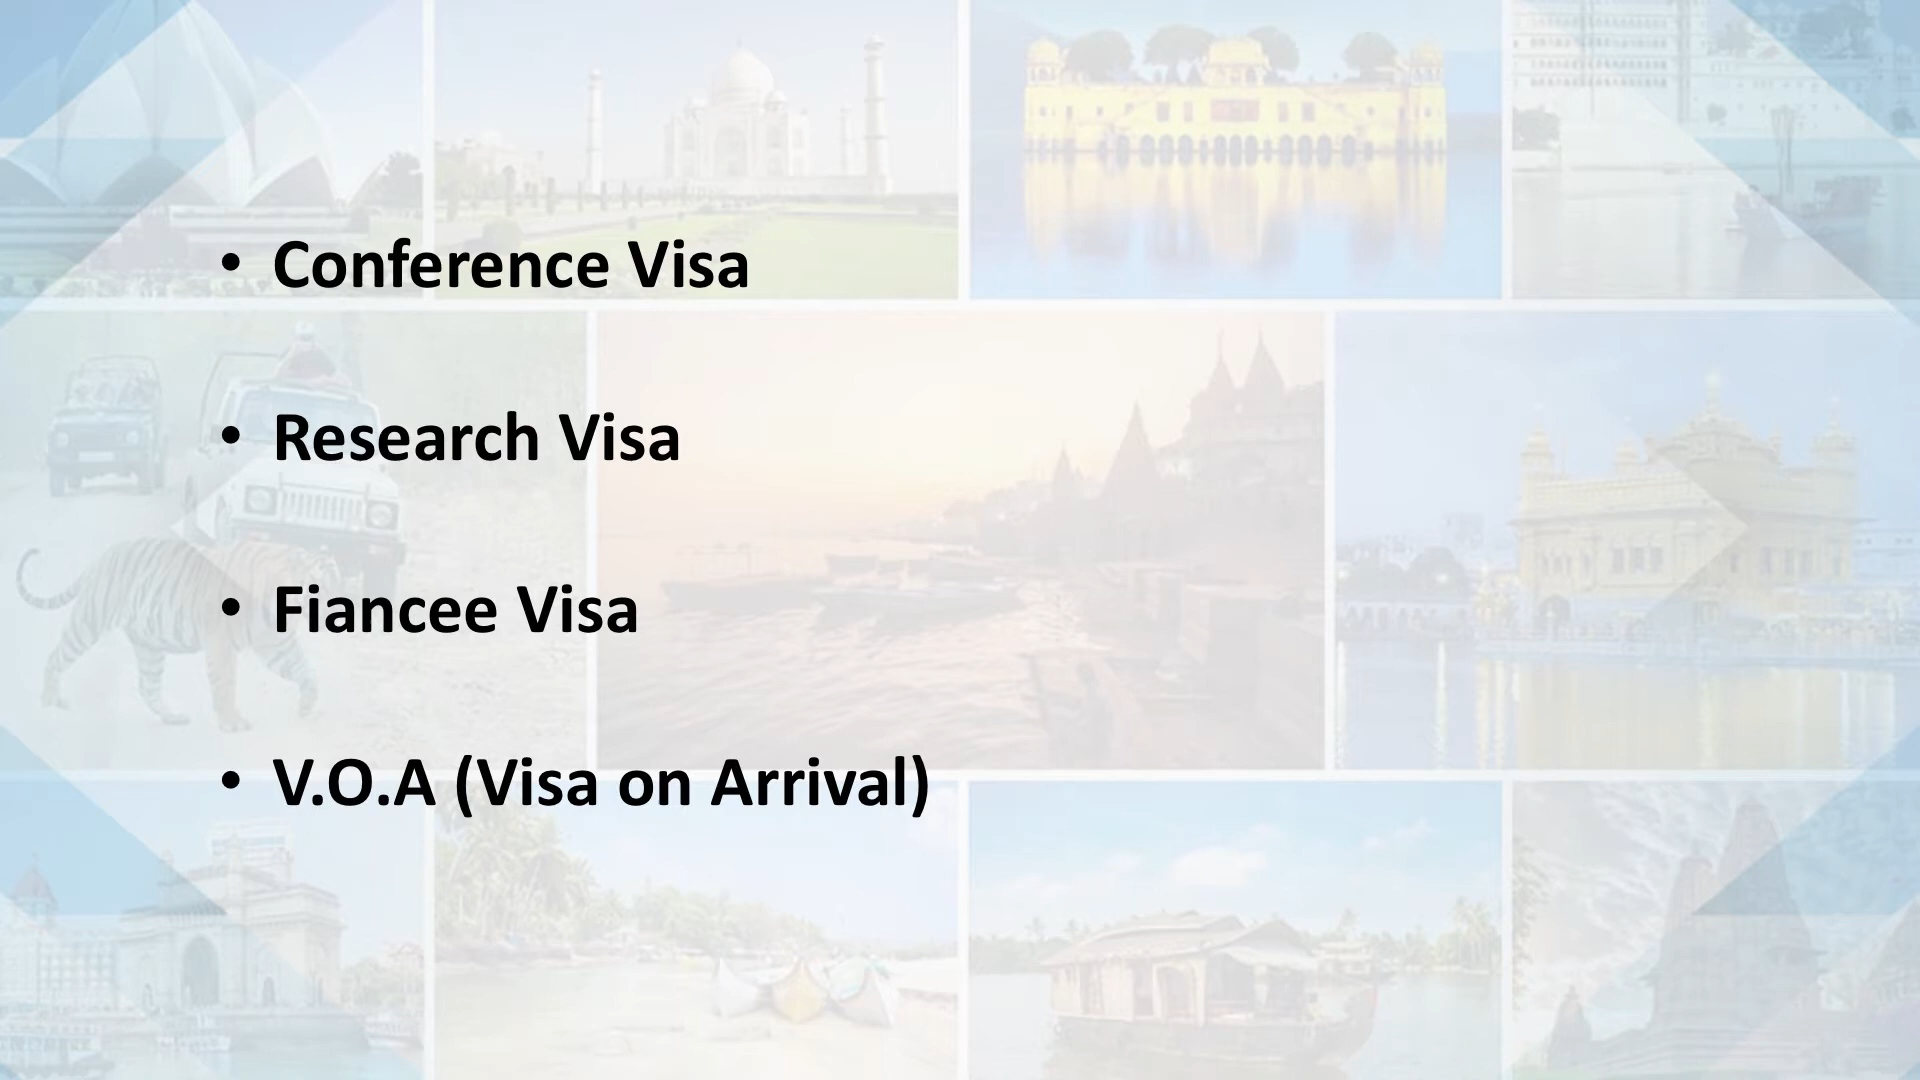 • Conference Visa
• Research Visa
• Fiancee Visa
• V.O.A (Visa on Arrival)